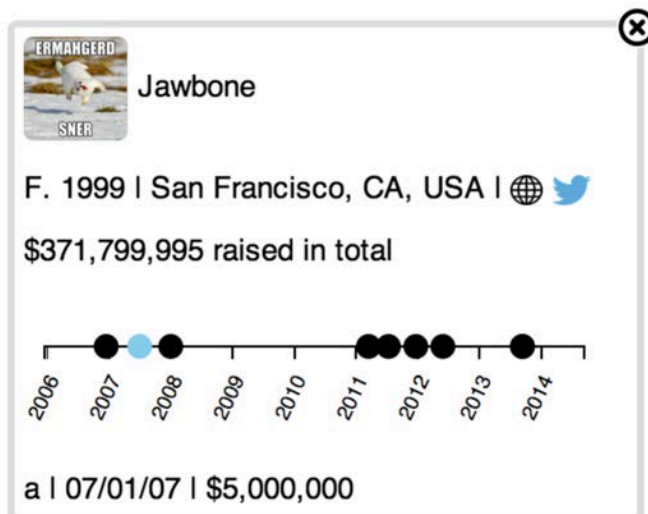 ERMAHGERD
SNER
Jawbone
F. 1999 | San Francisco, CA, USA |
$371,799,995 raised in total
2006 2007 2008 2009 2010 2011 2012 2013 2014
a | 07/01/07 | $5,000,000